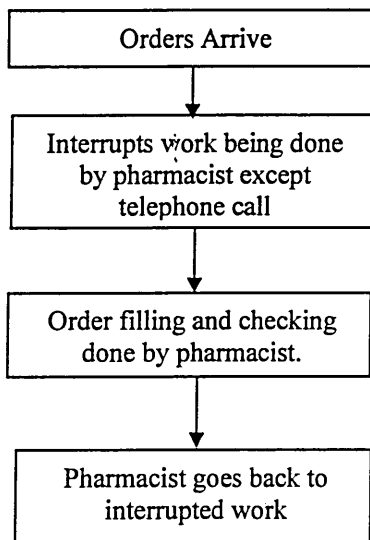 Orders Arrive
Interrupts work being done
by pharmacist except
telephone call
Order filling and checking
done by pharmacist.
Pharmacist goes back to
interrupted work